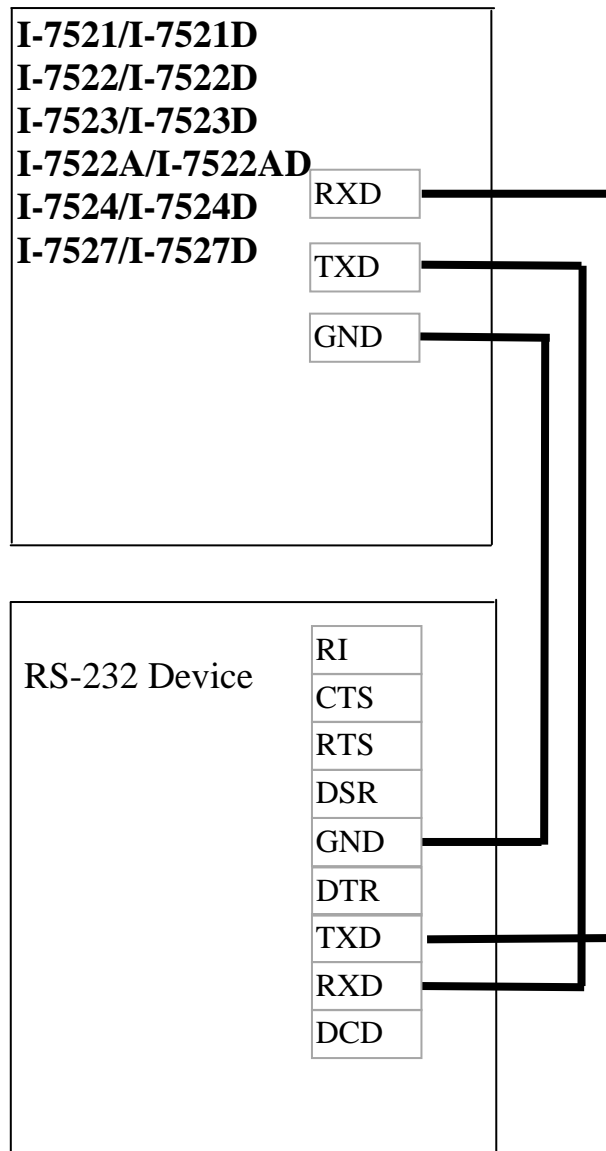 I-7521/I-7521D
I-7522/I-7522D
I-7523/I-7523D
I-7522A/I-7522AD
I-7524/I-7524D
I-7527/I-7527D
RXD
TXD
GND
RS-232 Device
RI
CTS
RTS
DSR
GND
DTR
TXD
RXD
DCD